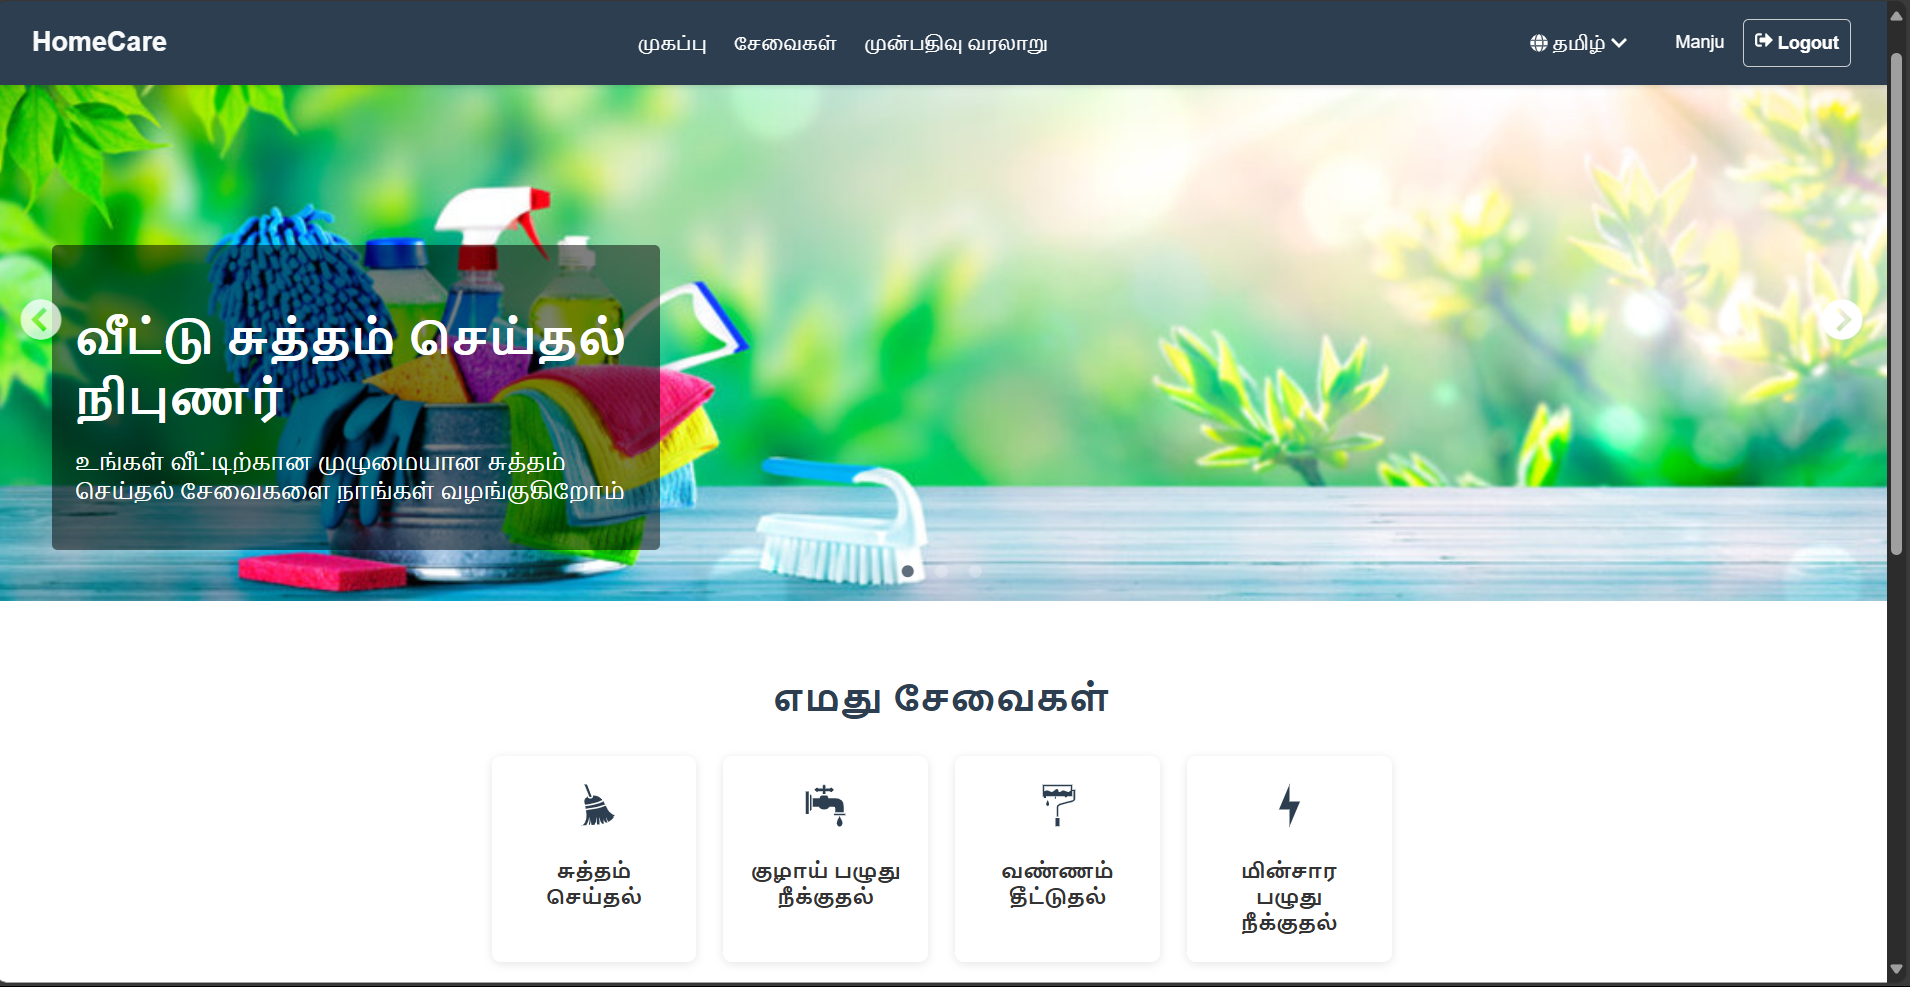 HomeCare
முகப்பு சேவைகள் முன்பதிவு வரலாறு
தமிழ் Manju Logout
வீட்டு சுத்தம் செய்தல்
நிபுணர்
உங்கள் வீட்டிற்கான முழுமையான சுத்தம்
செய்தல் சேவைகளை நாங்கள் வழங்குகிறோம்
எமது சேவைகள்
சுத்தம்
செய்தல்
குழாய் பழுது
நீக்குதல்
வண்ணம்
தீட்டுதல்
மின்சார
பழுது
நீக்குதல்